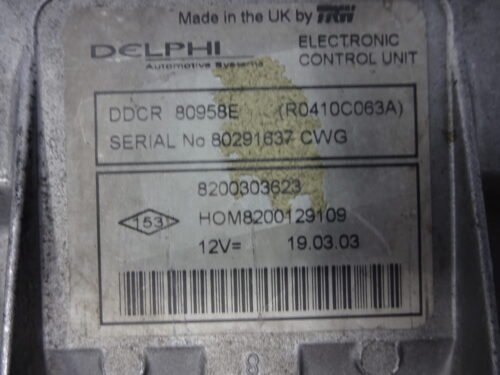 Made in the UK by TRW
DELPHI
Automotive Systems
ELECTRONIC
CONTROL UNIT
DDCR 80958E (R0410C063A)
SERIAL No 80291637 CWG
8200303623
153
HOM8200129109
12V= 19.03.03
8